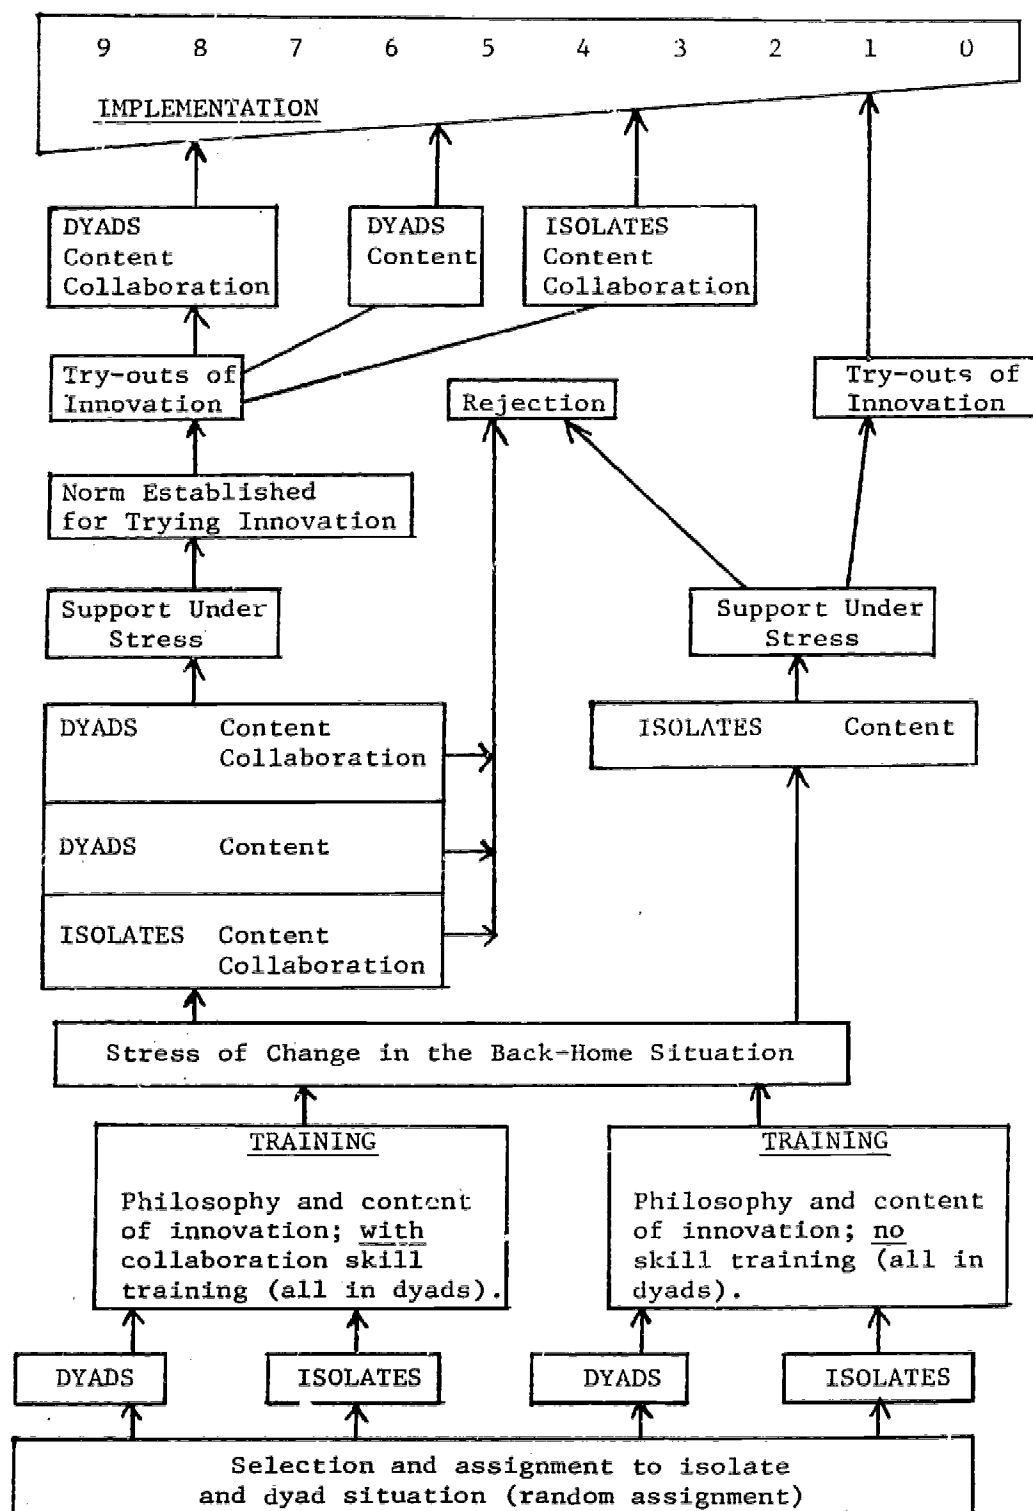 9 8 7 6 5 4 3 2 1 0
IMPLEMENTATION
DYADS
Content
Collaboration
DYADS
Content
ISOLATES
Content
Collaboration
Try-outs of
Innovation
Rejection
Try-outs of
Innovation
Norm Established
for Trying Innovation
Support Under
Stress
Support Under
Stress
DYADS Content
Collaboration
DYADS Content
ISOLATES Content
Collaboration
ISOLATES Content
Stress of Change in the Back-Home Situation
TRAINING
Philosophy and content
of innovation; with
collaboration skill
training (all in dyads).
TRAINING
Philosophy and content
of innovation; no
skill training (all in
dyads).
DYADS
ISOLATES
DYADS
ISOLATES
Selection and assignment to isolate
and dyad situation (random assignment)